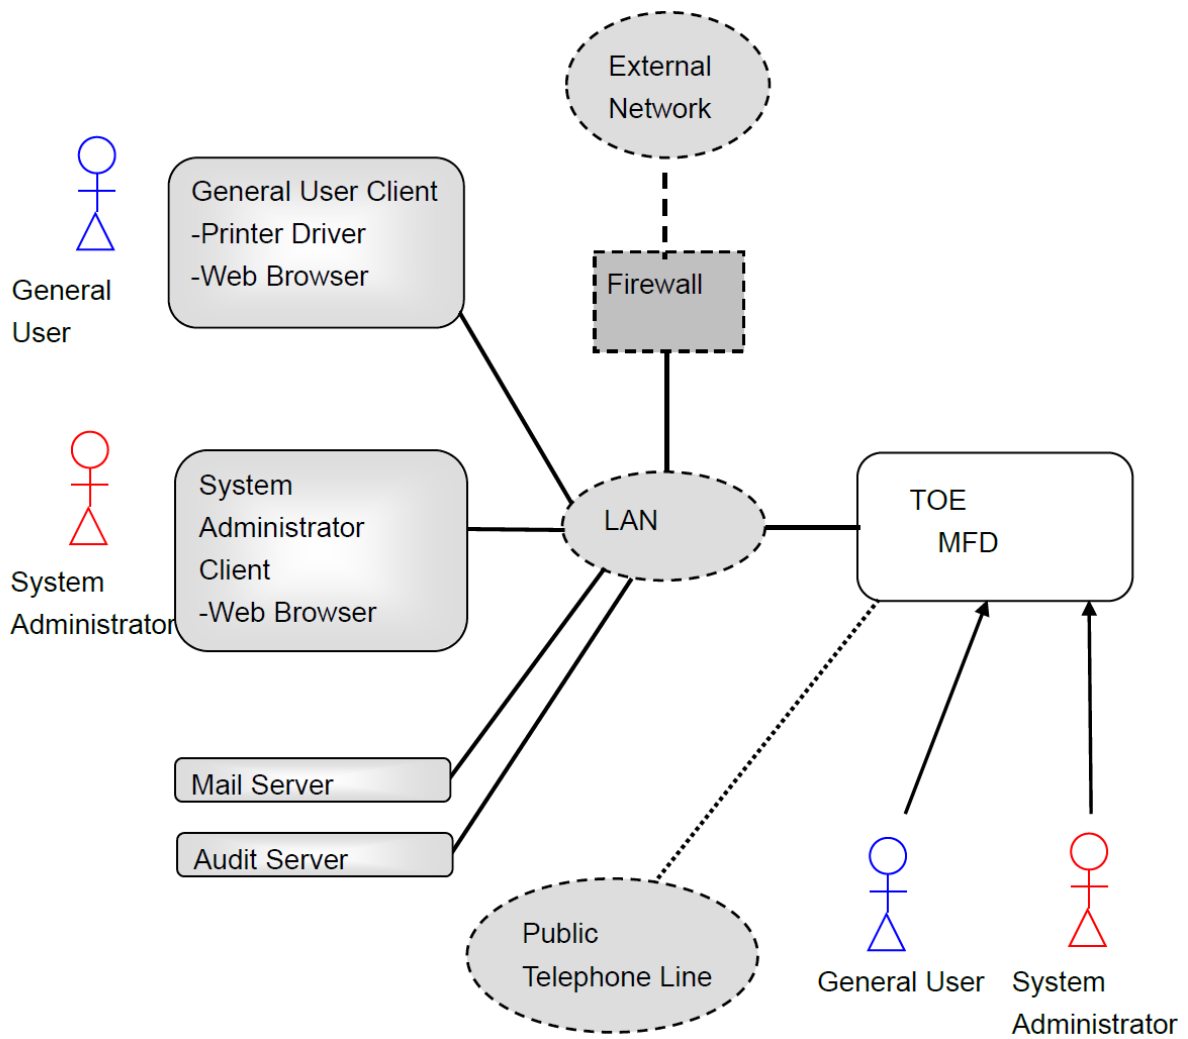 External
Network
General User Client
-Printer Driver
-Web Browser
Firewall
General
User
System
Administrator
Client
-Web Browser
LAN
TOE
MFD
System
Administrator
Mail Server
Audit Server
Public
Telephone Line
General User
System
Administrator